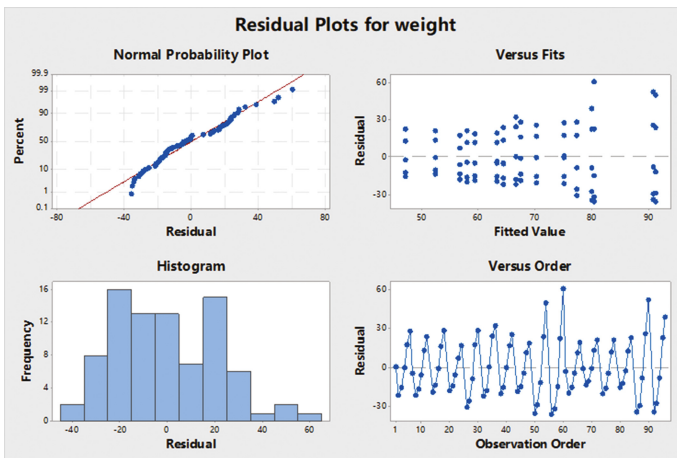 Residual Plots for weight
Normal Probability Plot
99.9
99
90
50
10
1
0.1
Percent
-80 -40 0 40 80
Residual
Versus Fits
60
30
0
-30
Residual
50 60 70 80 90
Fitted Value
Histogram
16
12
8
4
0
Frequency
-40 -20 0 20 40 60
Residual
Versus Order
60
30
0
-30
Residual
1 10 20 30 40 50 60 70 80 90
Observation Order